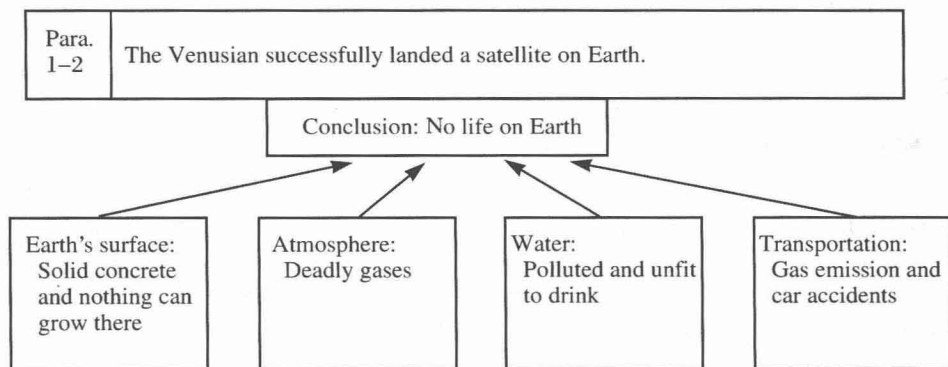 Para.
1–2
The Venusian successfully landed a satellite on Earth.
Conclusion: No life on Earth
Earth's surface:
Solid concrete
and nothing can
grow there
Atmosphere:
Deadly gases
Water:
Polluted and unfit
to drink
Transportation:
Gas emission and
car accidents